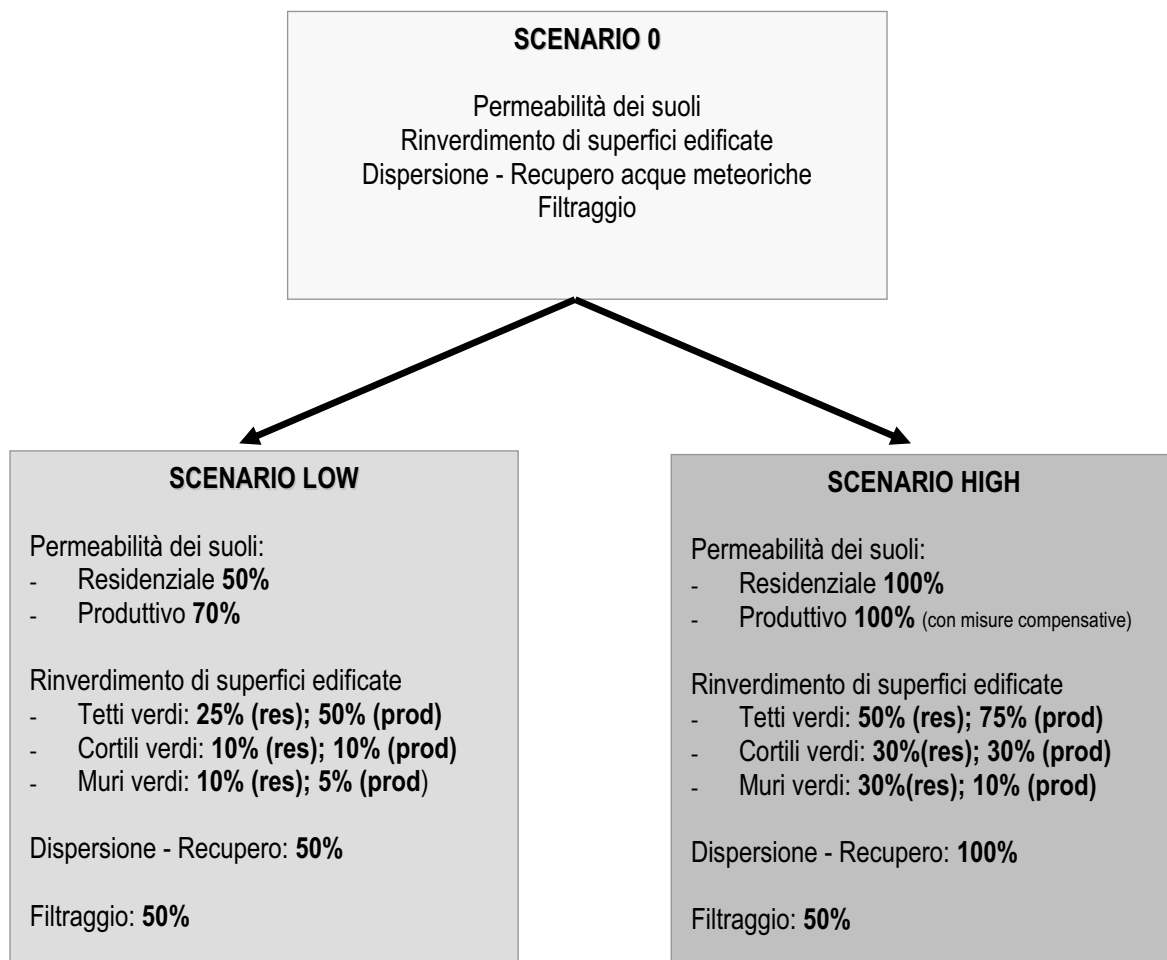 SCENARIO 0
Permeabilità dei suoli
Rinverdimento di superfici edificate
Dispersione - Recupero acque meteoriche
Filtraggio
SCENARIO LOW
Permeabilità dei suoli:
- Residenziale 50%
- Produttivo 70%
Rinverdimento di superfici edificate
- Tetti verdi: 25% (res); 50% (prod)
- Cortili verdi: 10% (res); 10% (prod)
- Muri verdi: 10% (res); 5% (prod)
Dispersione - Recupero: 50%
Filtraggio: 50%
SCENARIO HIGH
Permeabilità dei suoli:
- Residenziale 100%
- Produttivo 100% (con misure compensative)
Rinverdimento di superfici edificate
- Tetti verdi: 50% (res); 75% (prod)
- Cortili verdi: 30%(res); 30% (prod)
- Muri verdi: 30%(res); 10% (prod)
Dispersione - Recupero: 100%
Filtraggio: 50%